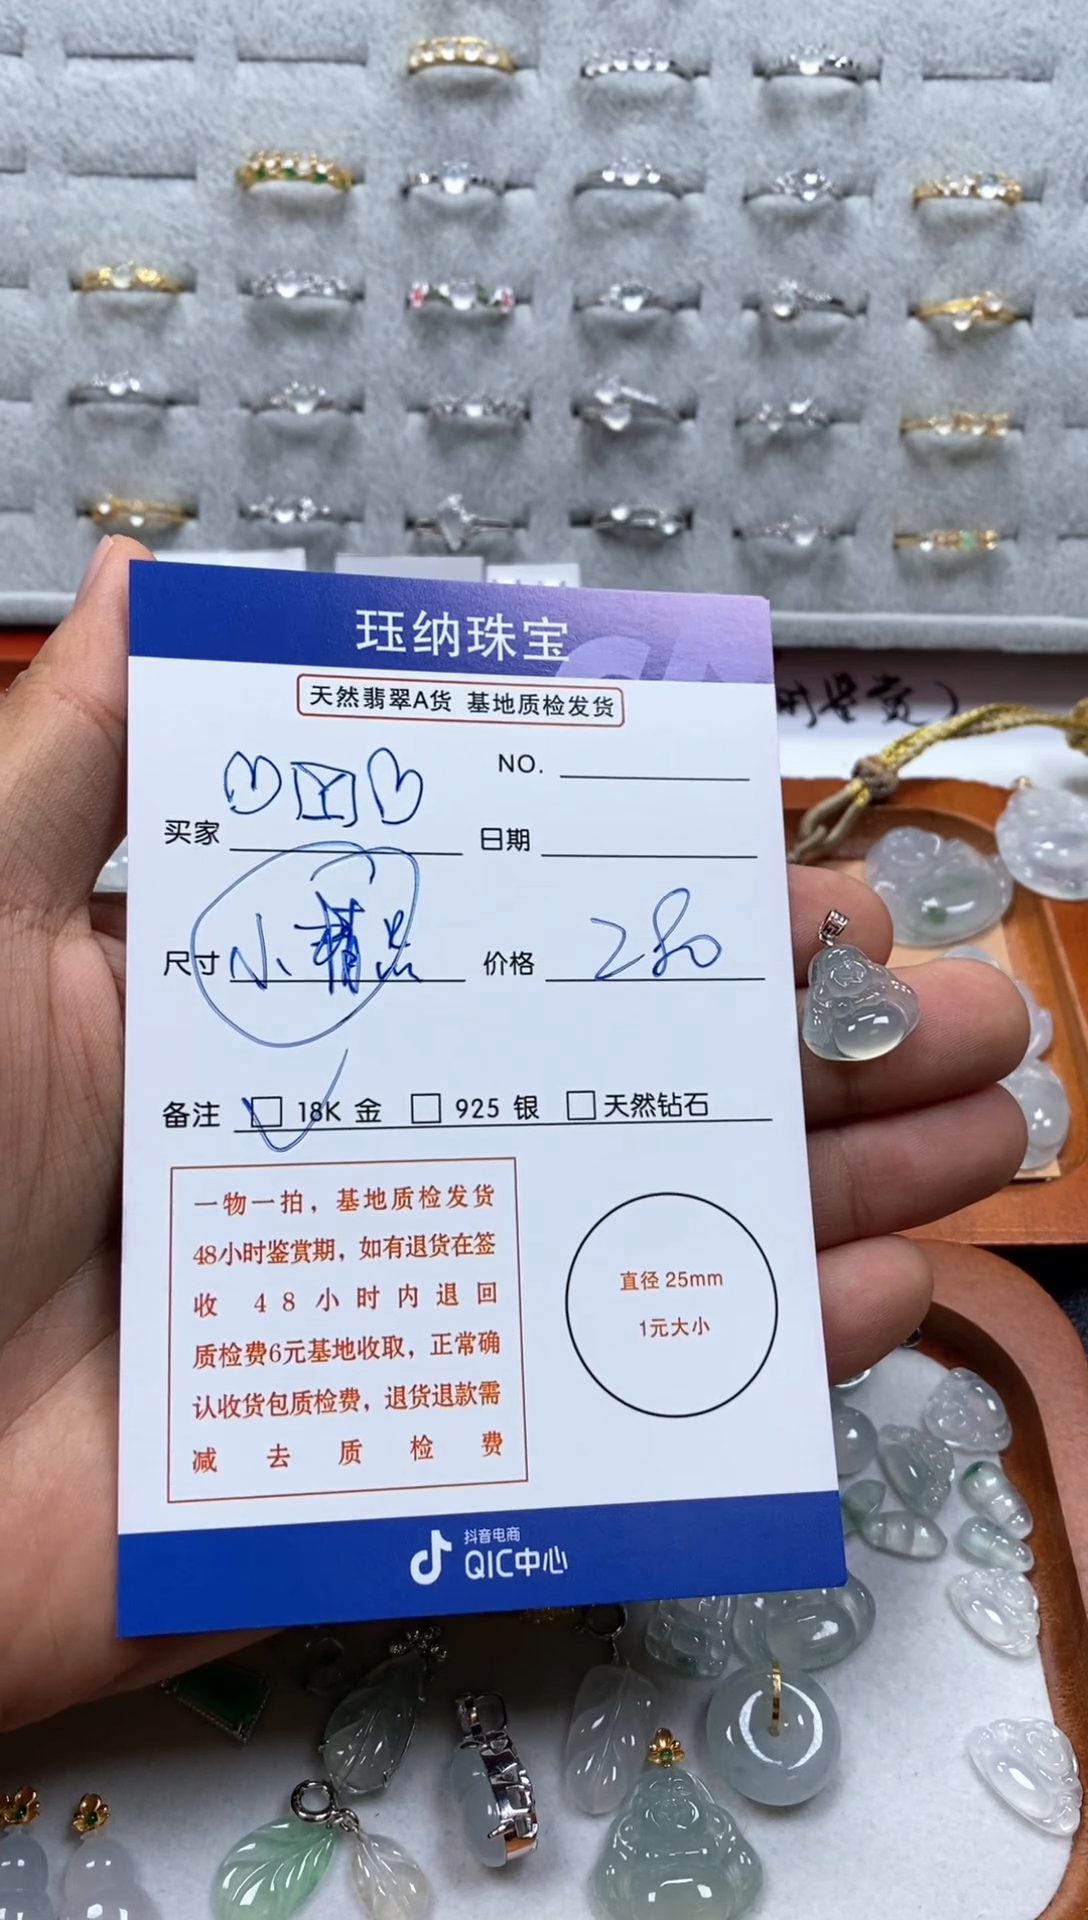 珏纳珠宝
天然翡翠A货 基地质检发货
NO.
买家
日期
尺寸 小精品
价格 280
备注 18K 金 925 银 天然钻石
一物一拍，基地质检发货
48小时鉴赏期，如有退货在签
收48小时内退回
质检费6元基地收取，正常确
认收货包质检费，退货退款需
减去质检费
直径 25mm
1元大小
抖音电商
QIC中心